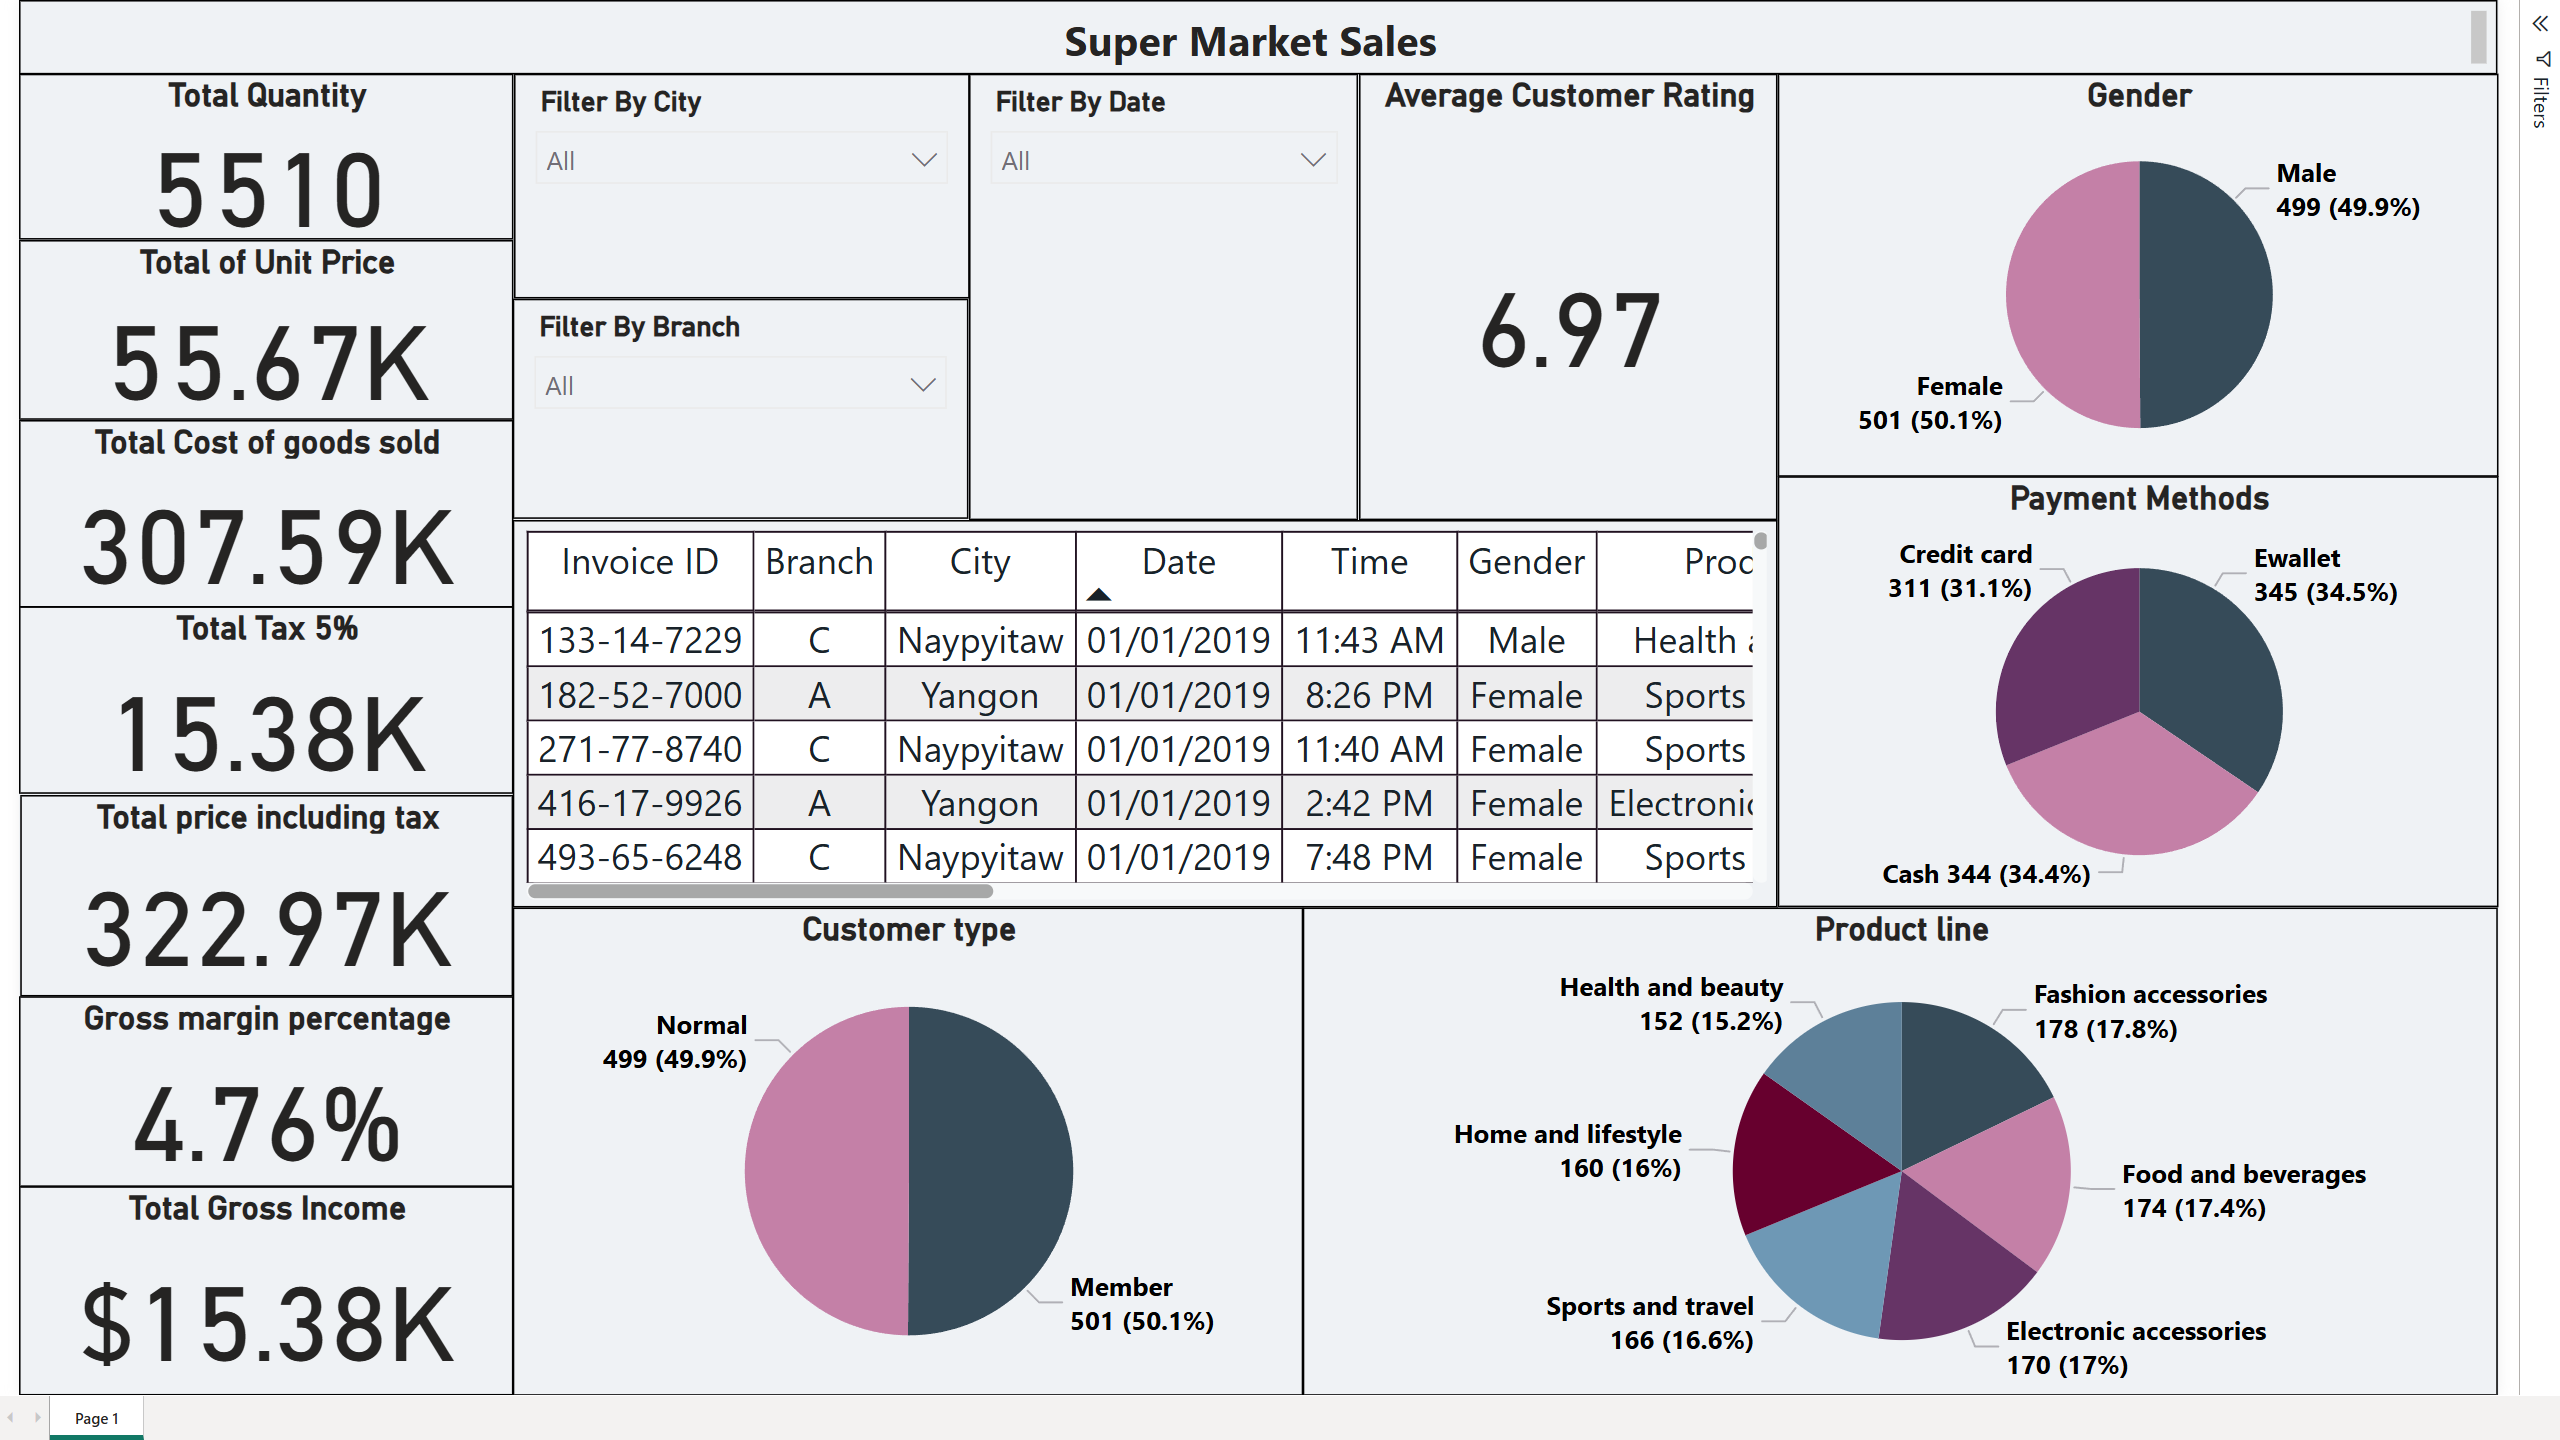 Super Market Sales
Filters
Total Quantity
5510
Total of Unit Price
55.67K
Total Cost of goods sold
307.59K
Total Tax 5%
15.38K
Total price including tax
322.97K
Gross margin percentage
4.76%
Total Gross Income
$15.38K
Filter By City
All
Filter By Branch
All
Filter By Date
All
Average Customer Rating
6.97
Gender
Male
499 (49.9%)
Female
501 (50.1%)
Payment Methods
Credit card
311 (31.1%)
Ewallet
345 (34.5%)
Cash 344 (34.4%)
Invoice ID Branch City Date Time Gender
133-14-7229 C Naypyitaw 01/01/2019 11:43 AM Male Health
182-52-7000 A Yangon 01/01/2019 8:26 PM Female Sports
271-77-8740 C Naypyitaw 01/01/2019 11:40 AM Female Sports
416-17-9926 A Yangon 01/01/2019 2:42 PM Female
493-65-6248 C Naypyitaw 01/01/2019 7:48 PM Female Sports
Customer type
Normal
499 (49.9%)
Member
501 (50.1%)
Product line
Health and beauty
152 (15.2%)
Fashion accessories
178 (17.8%)
Home and lifestyle
160 (16%)
Food and beverages
174 (17.4%)
Sports and travel
166 (16.6%)
Electronic accessories
170 (17%)
Page 1